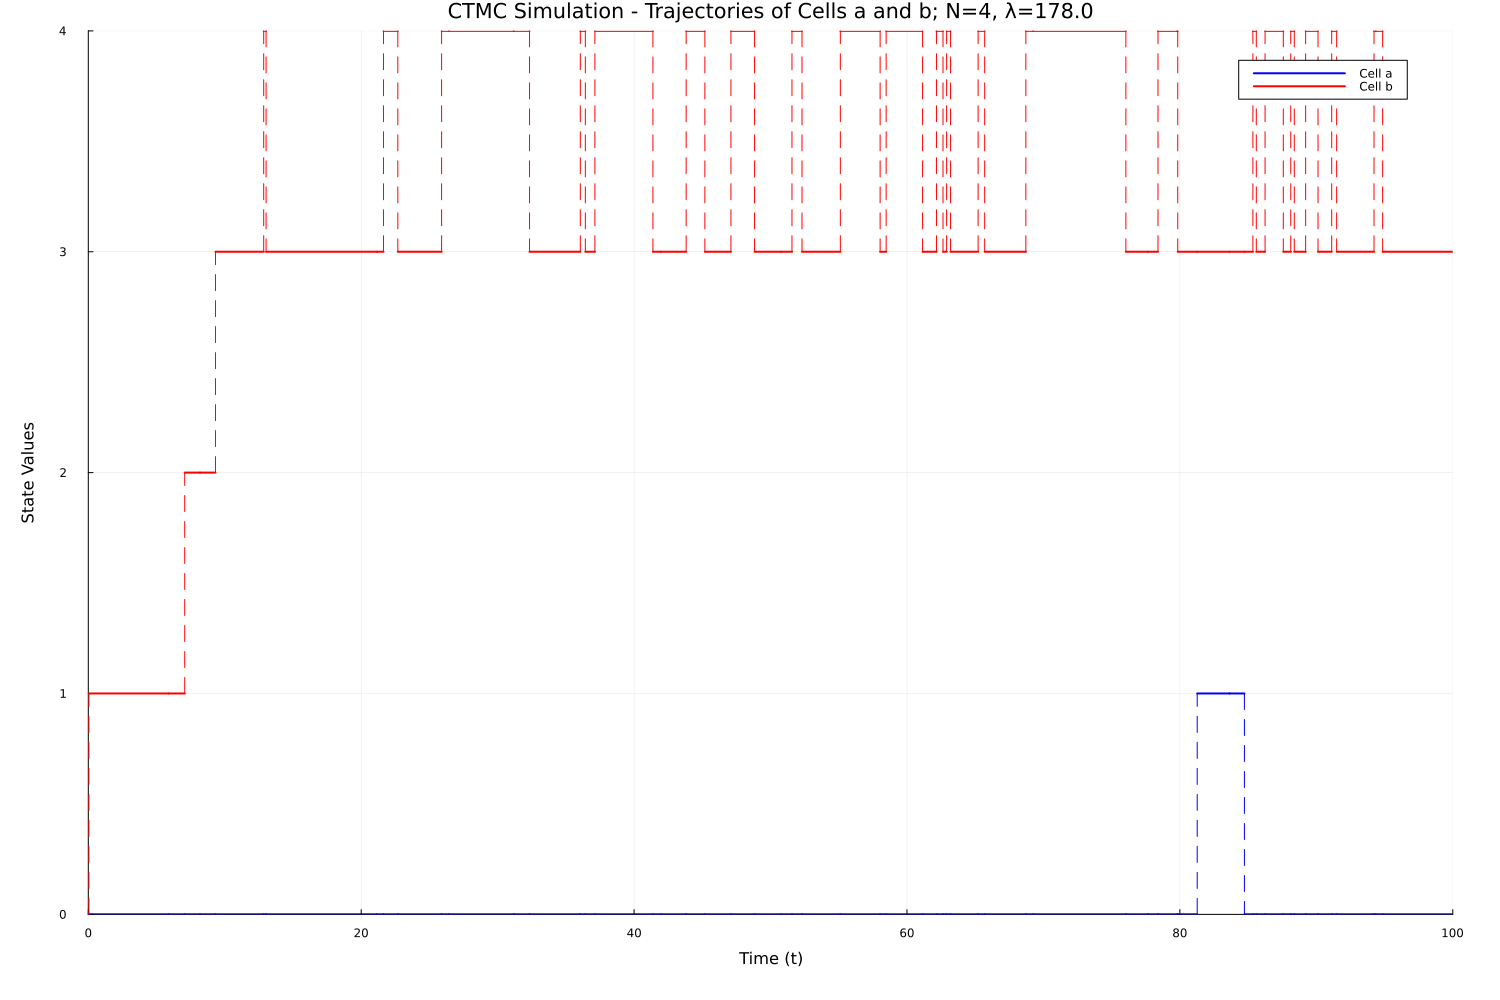 CTMC Simulation - Trajectories of Cells a and b; N=4, λ=178.0
4
Cell a
Cell b
3
State Values
2
1
0
0 20 40 60 80 100
Time (t)